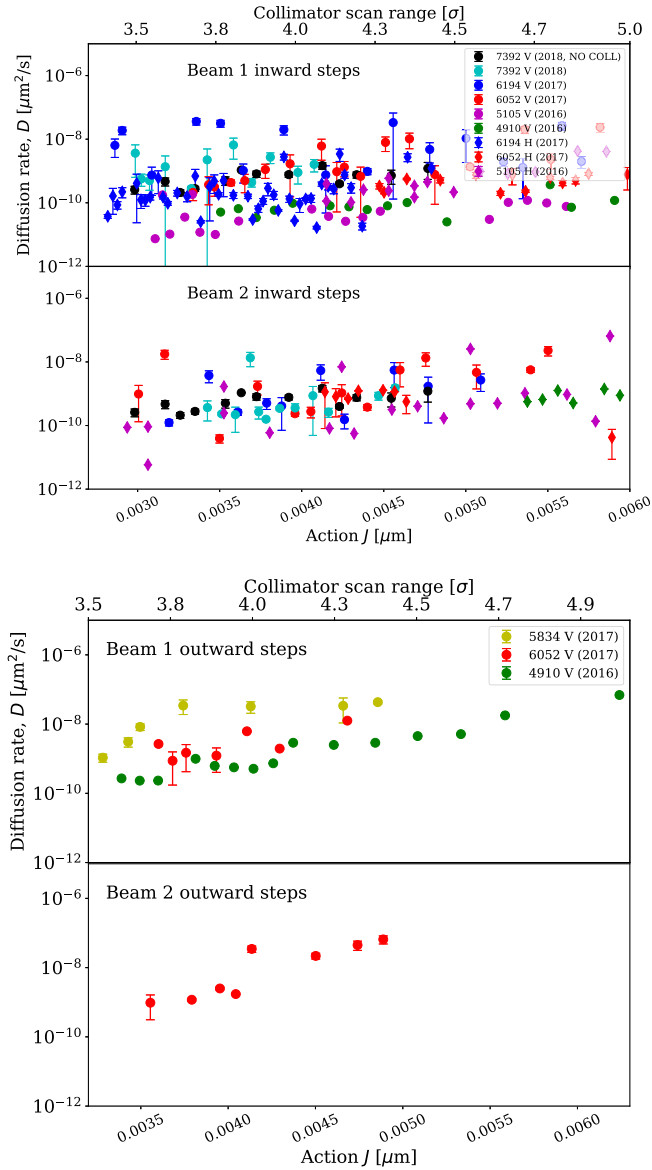 Collimator scan range [σ]
3.5 3.8 4.0 4.3 4.5 4.7 5.0
Diffusion rate, D [μm²/s]
10⁻⁶
10⁻⁸
10⁻¹⁰
10⁻¹²
Beam 1 inward steps
7392 V (2018, NO COLL)
7392 V (2018)
6194 V (2017)
6052 V (2017)
5105 V (2016)
4910 V (2016)
6194 H (2017)
6052 H (2017)
5105 H (2016)
Beam 2 inward steps
10⁻⁶
10⁻⁸
10⁻¹⁰
10⁻¹²
0.0030 0.0035 0.0040 0.0045 0.0050 0.0055 0.0060
Action J [μm]
Collimator scan range [σ]
3.5 3.8 4.0 4.3 4.5 4.7 4.9
Diffusion rate, D [μm²/s]
10⁻⁶
10⁻⁸
10⁻¹⁰
10⁻¹²
Beam 1 outward steps
5834 V (2017)
6052 V (2017)
4910 V (2016)
Beam 2 outward steps
10⁻⁶
10⁻⁸
10⁻¹⁰
10⁻¹²
0.0035 0.0040 0.0045 0.0050 0.0055 0.0060
Action J [μm]